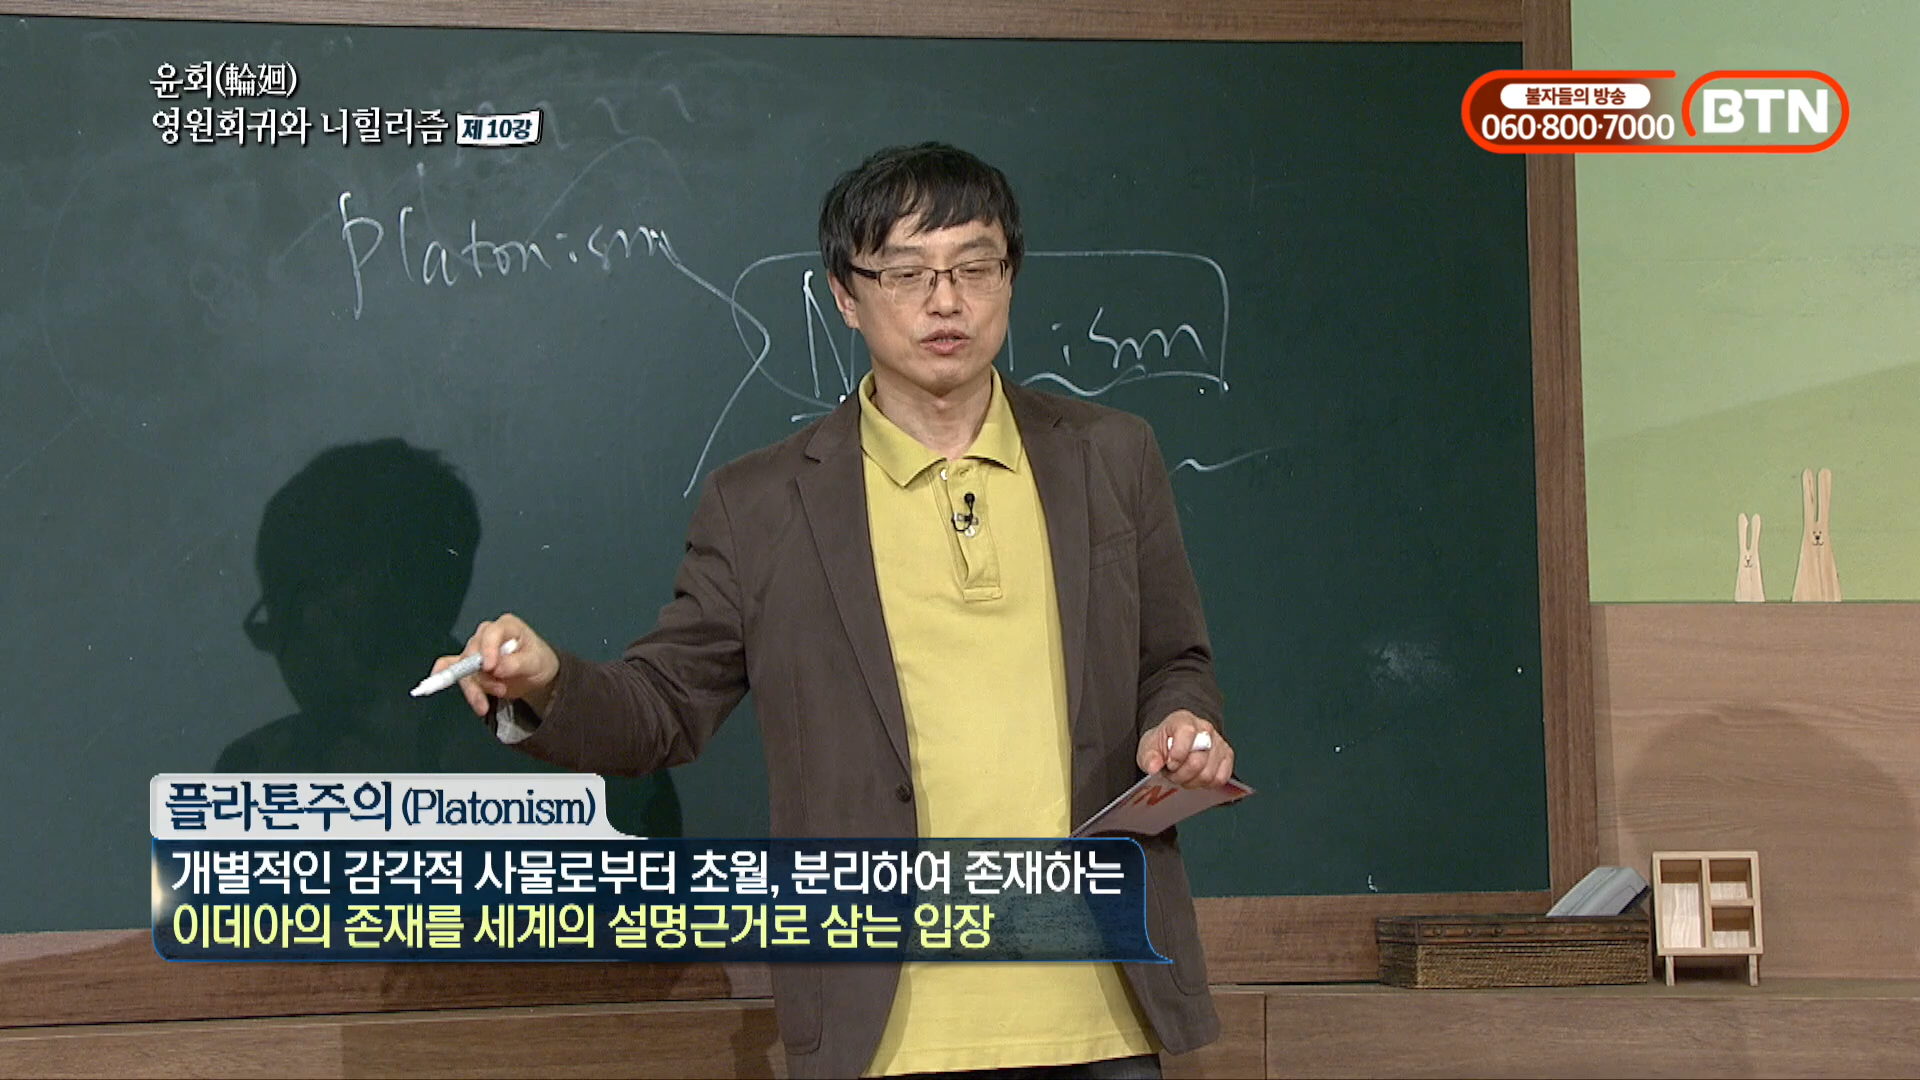 윤회(輪廻)
영원회귀와 니힐리즘 제10강
불자들의 방송
060·800·7000
BTN
Platonism
플라톤주의(Platonism)
개별적인 감각적 사물로부터 초월, 분리하여 존재하는
이데아의 존재를 세계의 설명근거로 삼는 입장